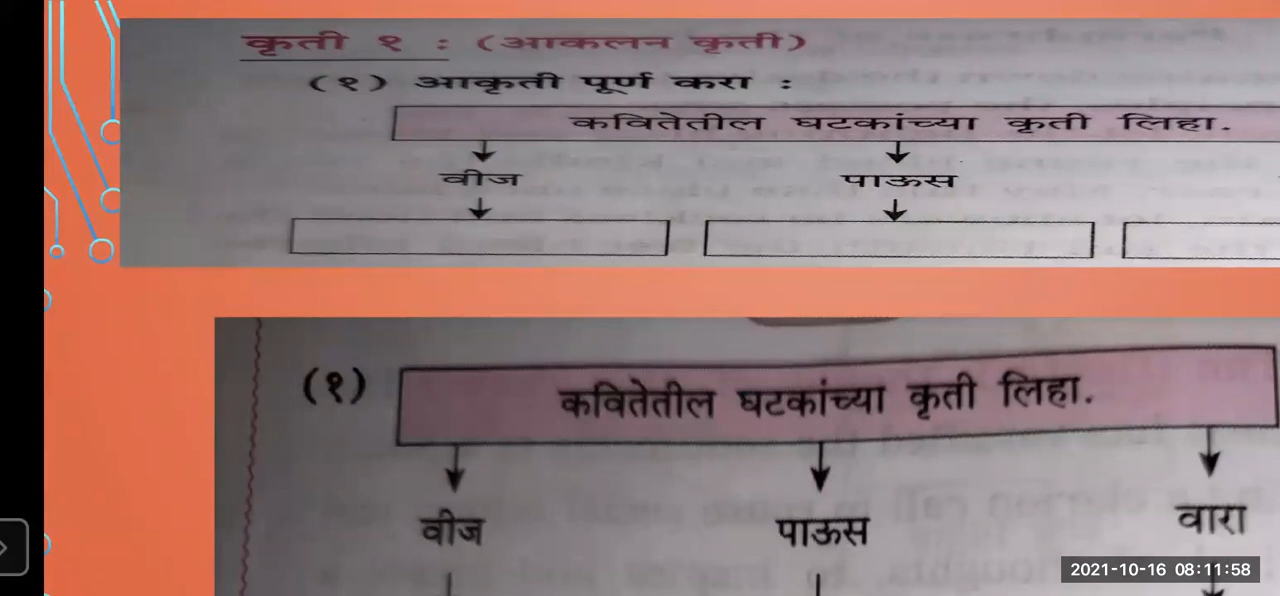 कृती १ : (आकलन कृती)
(१) आकृती पूर्ण करा :
कवितेतील घटकांच्या कृती लिहा.
वीज पाऊस
(१) कवितेतील घटकांच्या कृती लिहा.
वीज पाऊस वारा
2021-10-16 08:11:58